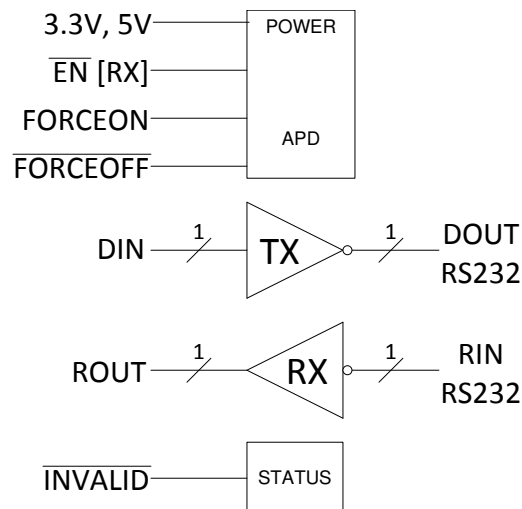 3.3V, 5V
POWER
EN [RX]
FORCEON
APD
FORCEOFF
DIN
1
TX
1
DOUT
RS232
ROUT
1
RX
1
RIN
RS232
INVALID
STATUS